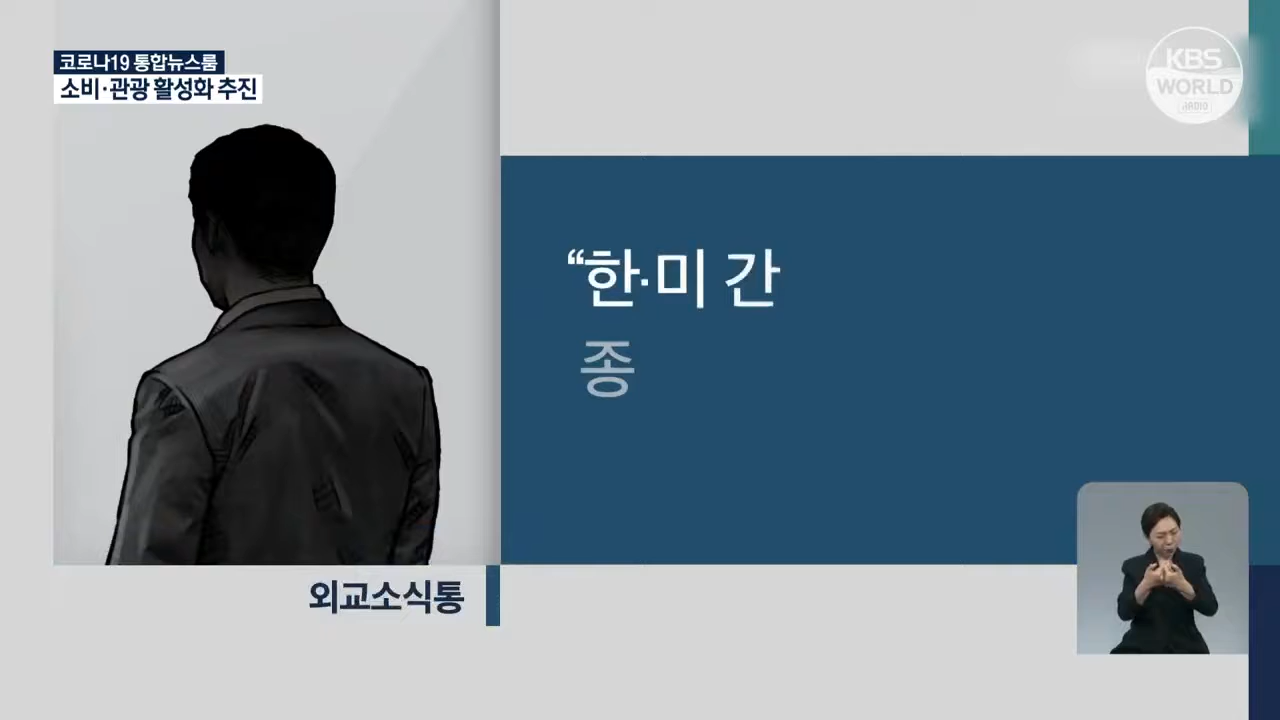 코로나19 통합뉴스룸
소비·관광 활성화 추진
KBS
WORLD
RADIO
“한·미 간
종
외교소식통